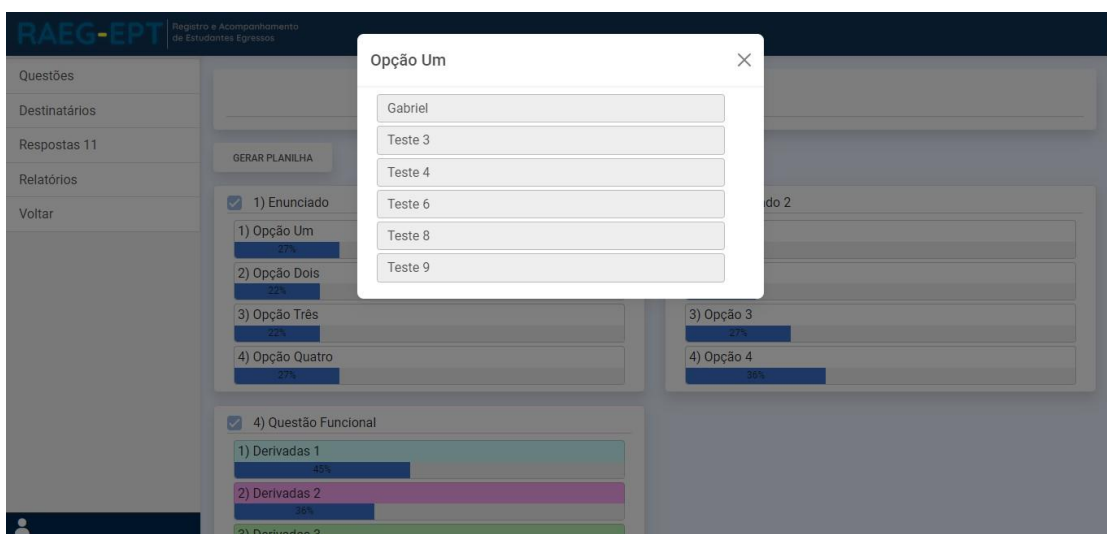 RAEG-EPT
Registro e Acompanhamento
de Estudantes Egressos
Questões
Destinatários
Respostas 11
Relatórios
Voltar
Opção Um
Gabriel
Teste 3
Teste 4
Teste 6
Teste 8
Teste 9
GERAR PLANILHA
1) Enunciado
1) Opção Um
27%
2) Opção Dois
22%
3) Opção Três
22%
4) Opção Quatro
27%
do 2
3) Opção 3
27%
4) Opção 4
36%
4) Questão Funcional
1) Derivadas 1
45%
2) Derivadas 2
36%
3) Derivadas 3